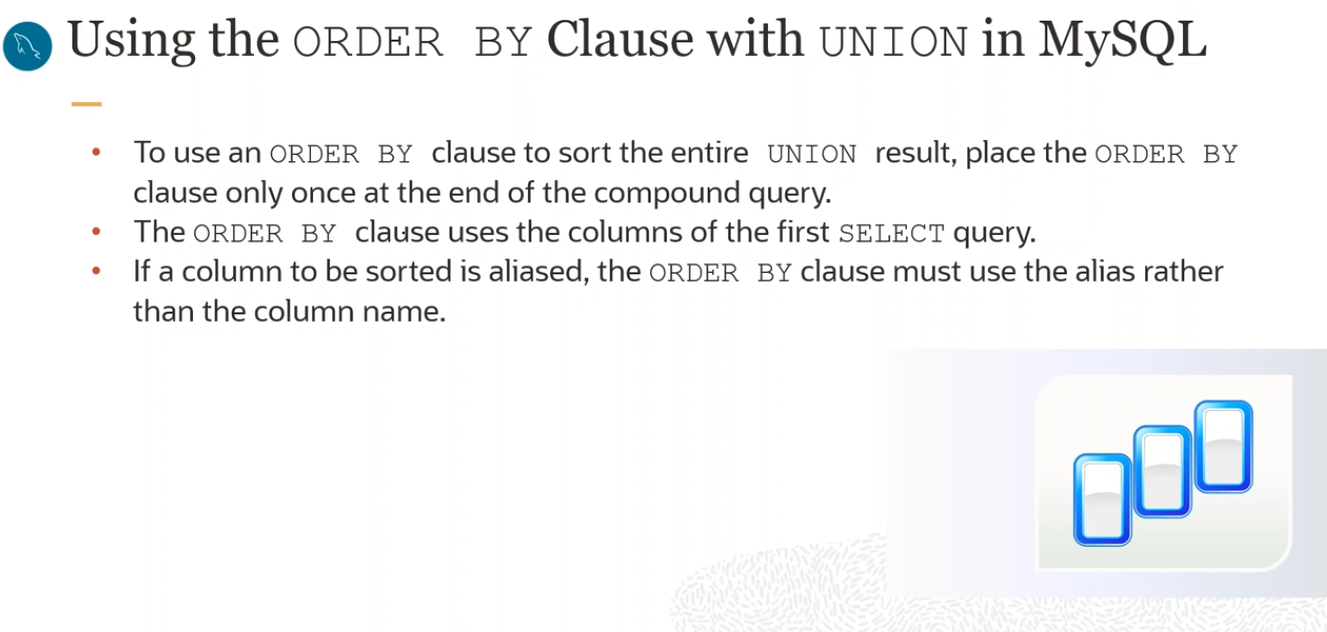 Using the ORDER BY Clause with UNION in MySQL
• To use an ORDER BY clause to sort the entire UNION result, place the ORDER BY
clause only once at the end of the compound query.
• The ORDER BY clause uses the columns of the first SELECT query.
• If a column to be sorted is aliased, the ORDER BY clause must use the alias rather
than the column name.